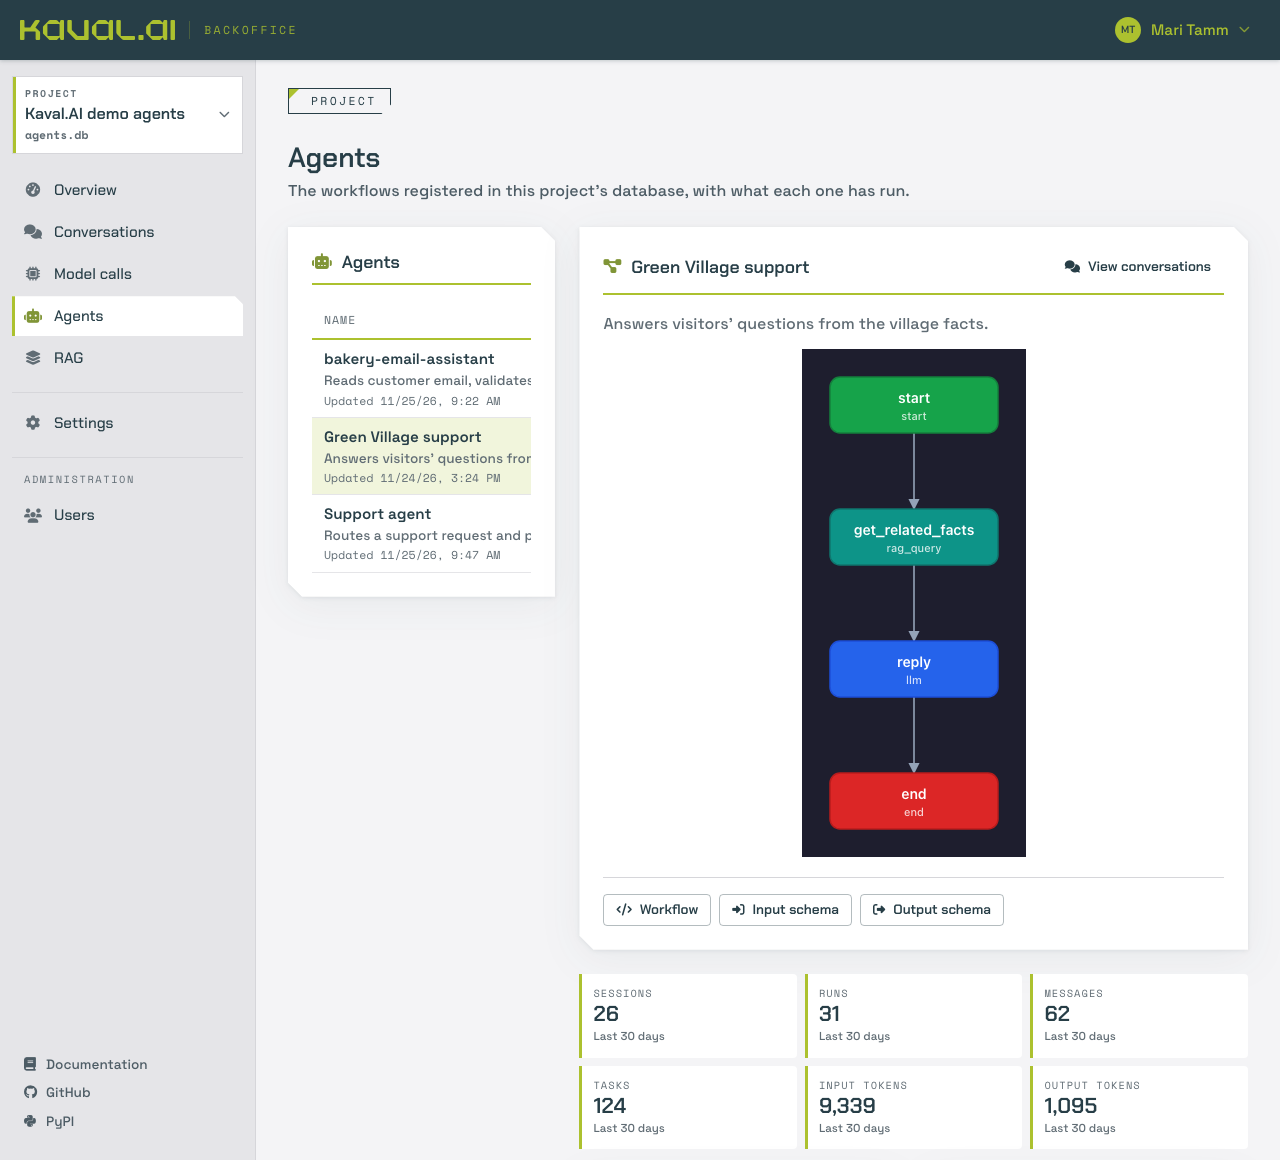 Kaval.ai
BACKOFFICE
MT
Mari Tamm
PROJECT
Kaval.AI demo agents
agents.db
Overview
Conversations
Model calls
Agents
RAG
Settings
ADMINISTRATION
Users
Documentation
GitHub
PyPI
PROJECT
Agents
The workflows registered in this project's database, with what each one has run.
Agents
NAME
bakery-email-assistant
Reads customer email, validates
Updated 11/25/26, 9:22 AM
Green Village support
Answers visitors' questions from
Updated 11/24/26, 3:24 PM
Support agent
Routes a support request and p
Updated 11/25/26, 9:47 AM
Green Village support
View conversations
Answers visitors' questions from the village facts.
start
start
get_related_facts
rag_query
reply
llm
end
end
Workflow
Input schema
Output schema
SESSIONS
26
Last 30 days
RUNS
31
Last 30 days
MESSAGES
62
Last 30 days
TASKS
124
Last 30 days
INPUT TOKENS
9,339
Last 30 days
OUTPUT TOKENS
1,095
Last 30 days